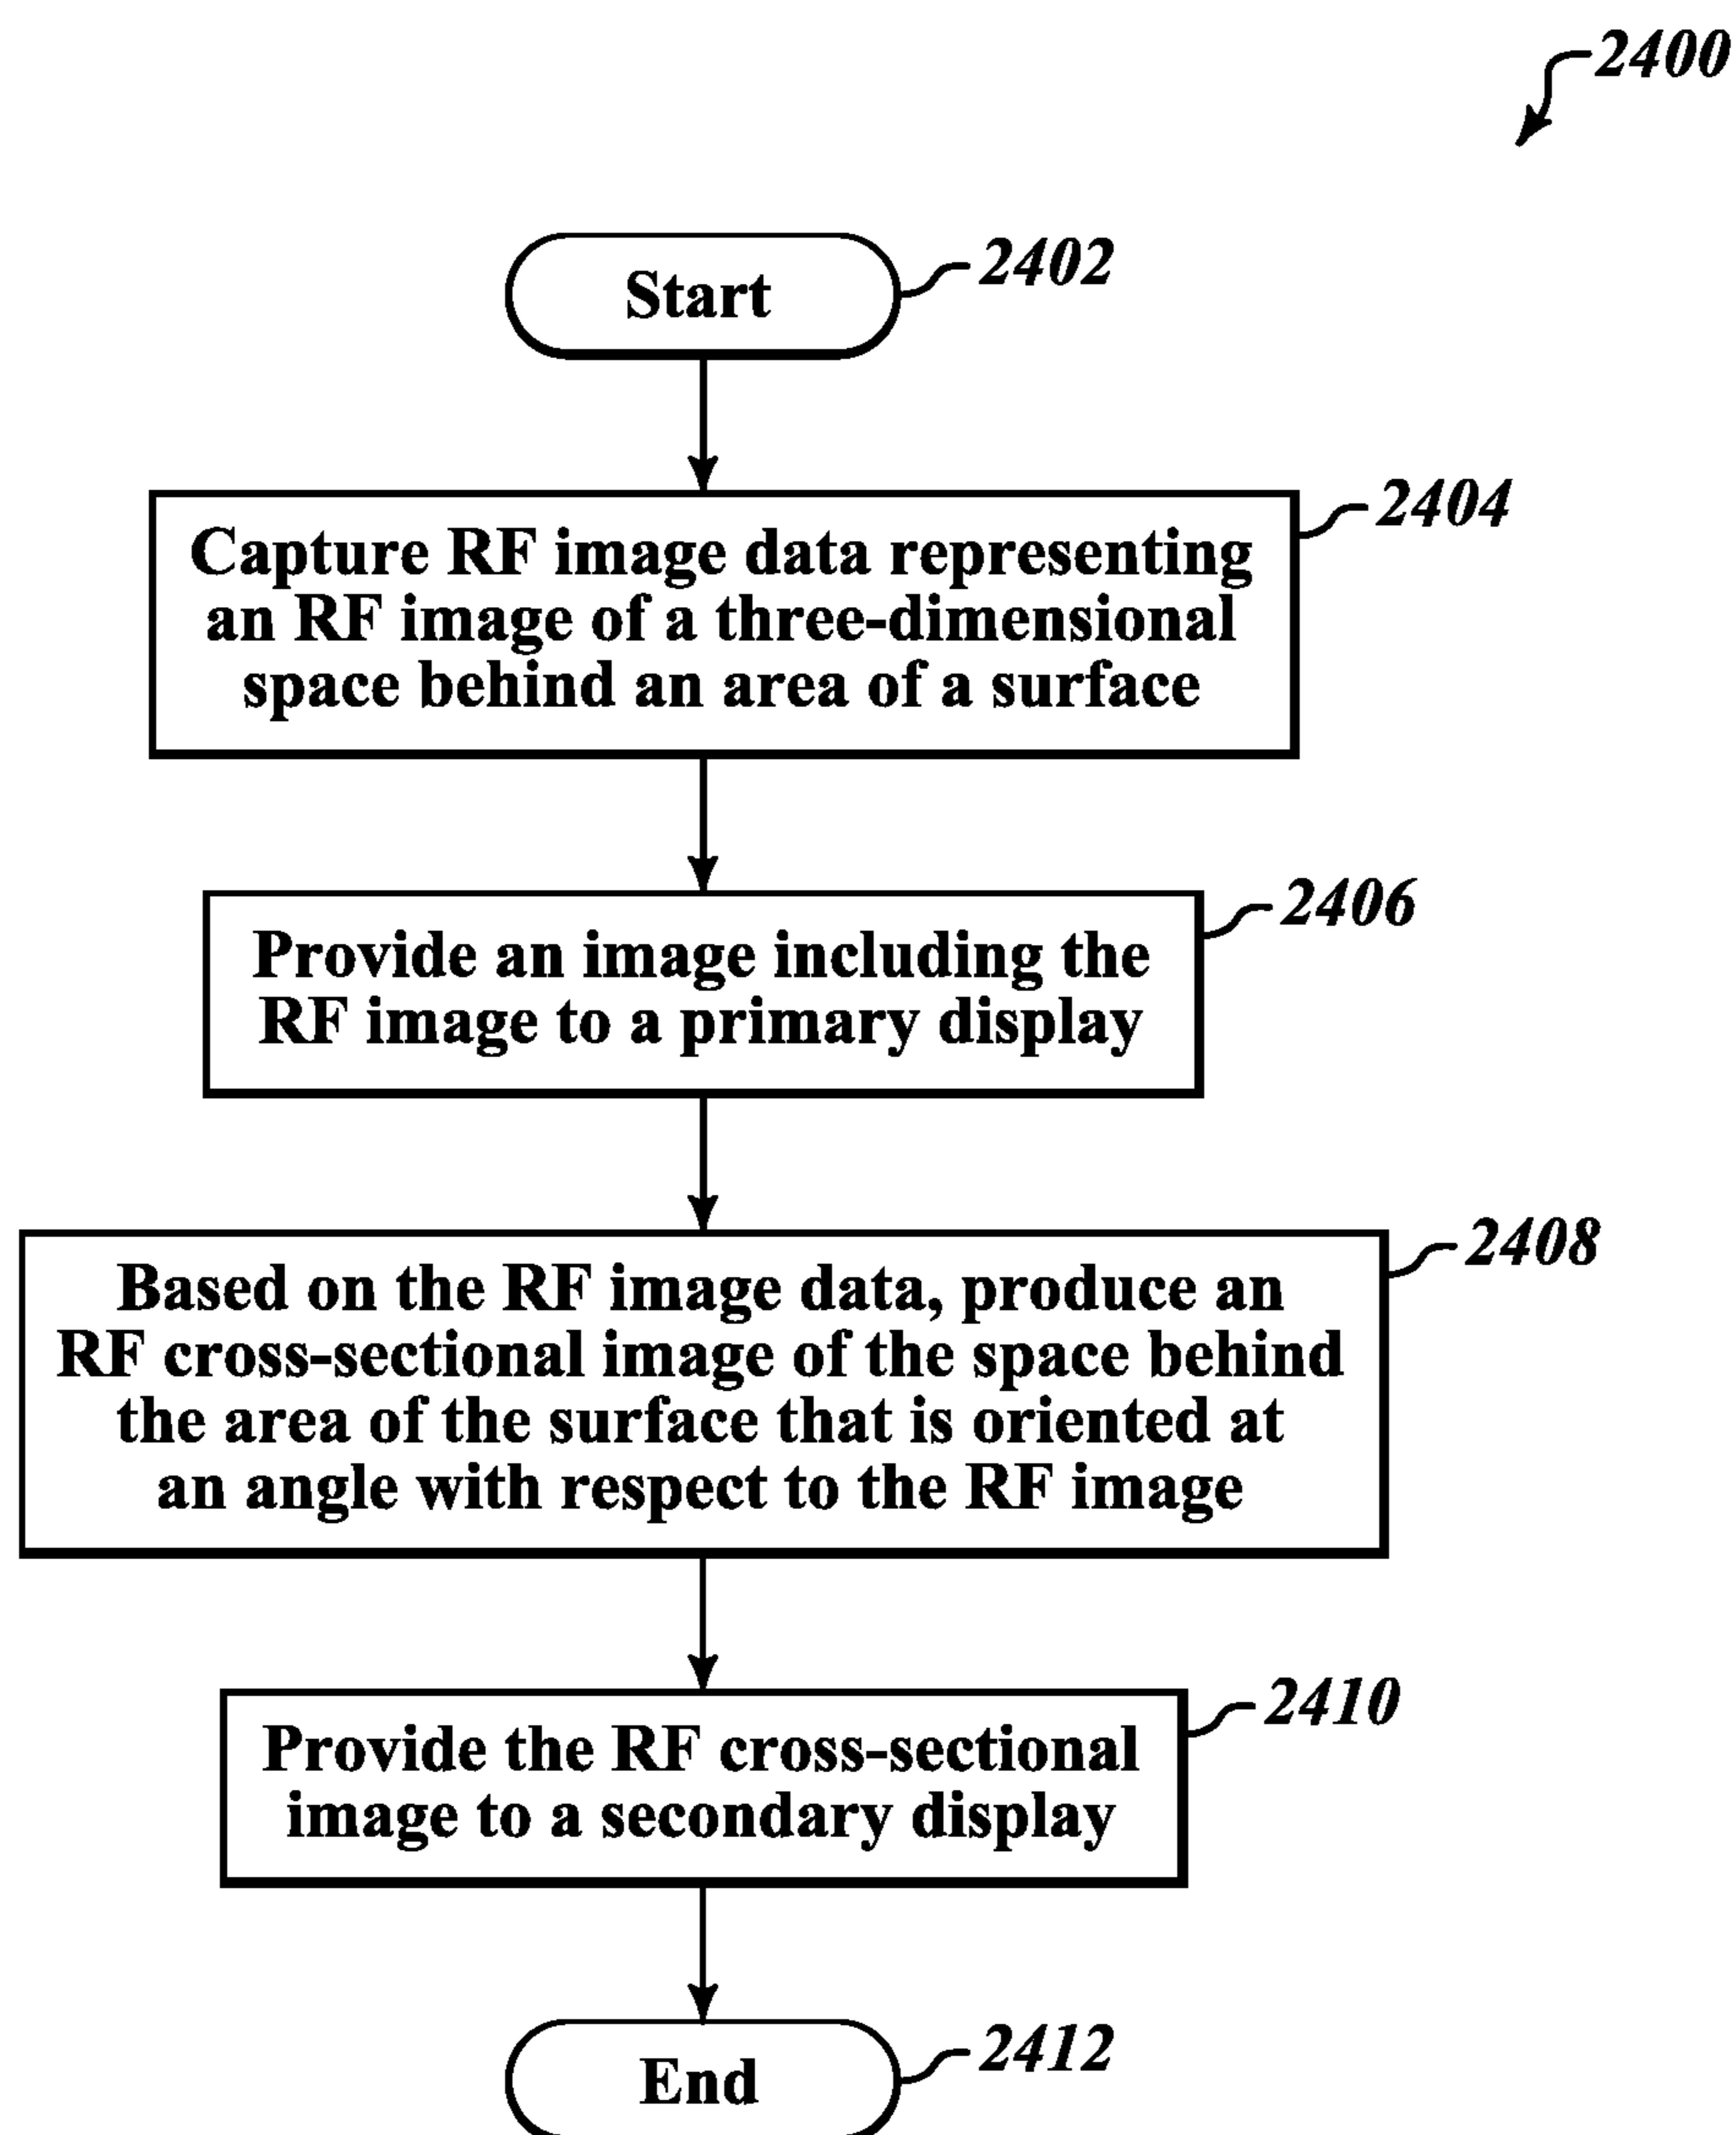 2400
Start
2402
Capture RF image data representing
an RF image of a three-dimensional
space behind an area of a surface
2404
Provide an image including the
RF image to a primary display
2406
Based on the RF image data, produce an
RF cross-sectional image of the space behind
the area of the surface that is oriented at
an angle with respect to the RF image
2408
Provide the RF cross-sectional
image to a secondary display
2410
End
2412